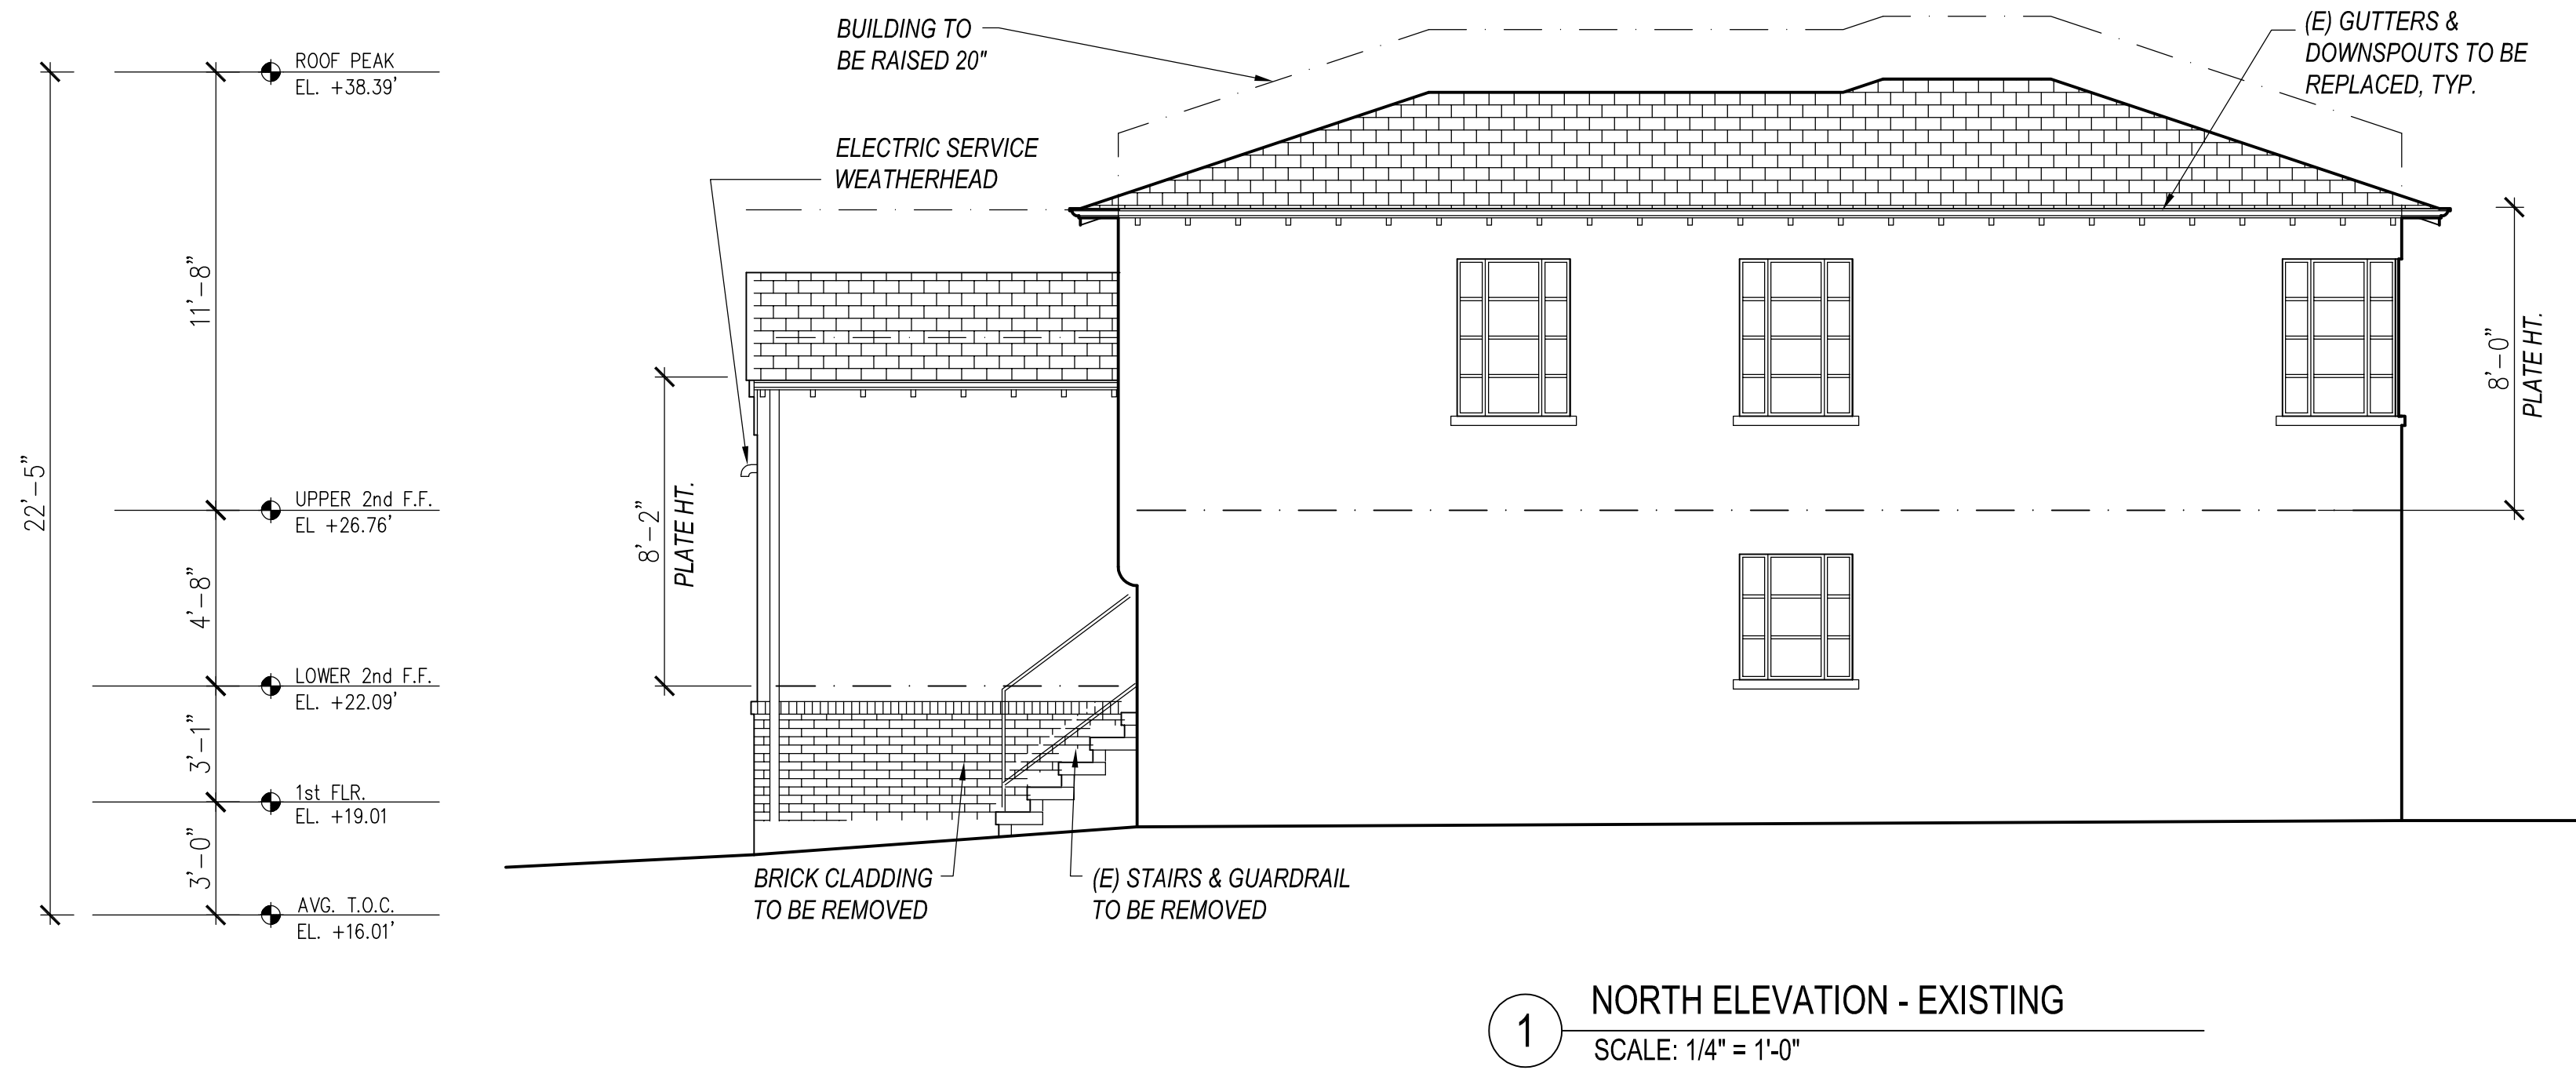 BUILDING TO
BE RAISED 20"
(E) GUTTERS &
DOWNSPOUTS TO BE
REPLACED, TYP.
ROOF PEAK
EL. +38.39'
ELECTRIC SERVICE
WEATHERHEAD
11'-8"
8'-0"
PLATE HT.
22'-5"
UPPER 2nd F.F.
EL +26.76'
8'-2"
PLATE HT.
4'-8"
LOWER 2nd F.F.
EL. +22.09'
3'-1"
1st FLR.
EL. +19.01
3'-0"
BRICK CLADDING
TO BE REMOVED
(E) STAIRS & GUARDRAIL
TO BE REMOVED
AVG. T.O.C.
EL. +16.01'
1
NORTH ELEVATION - EXISTING
SCALE: 1/4" = 1'-0"